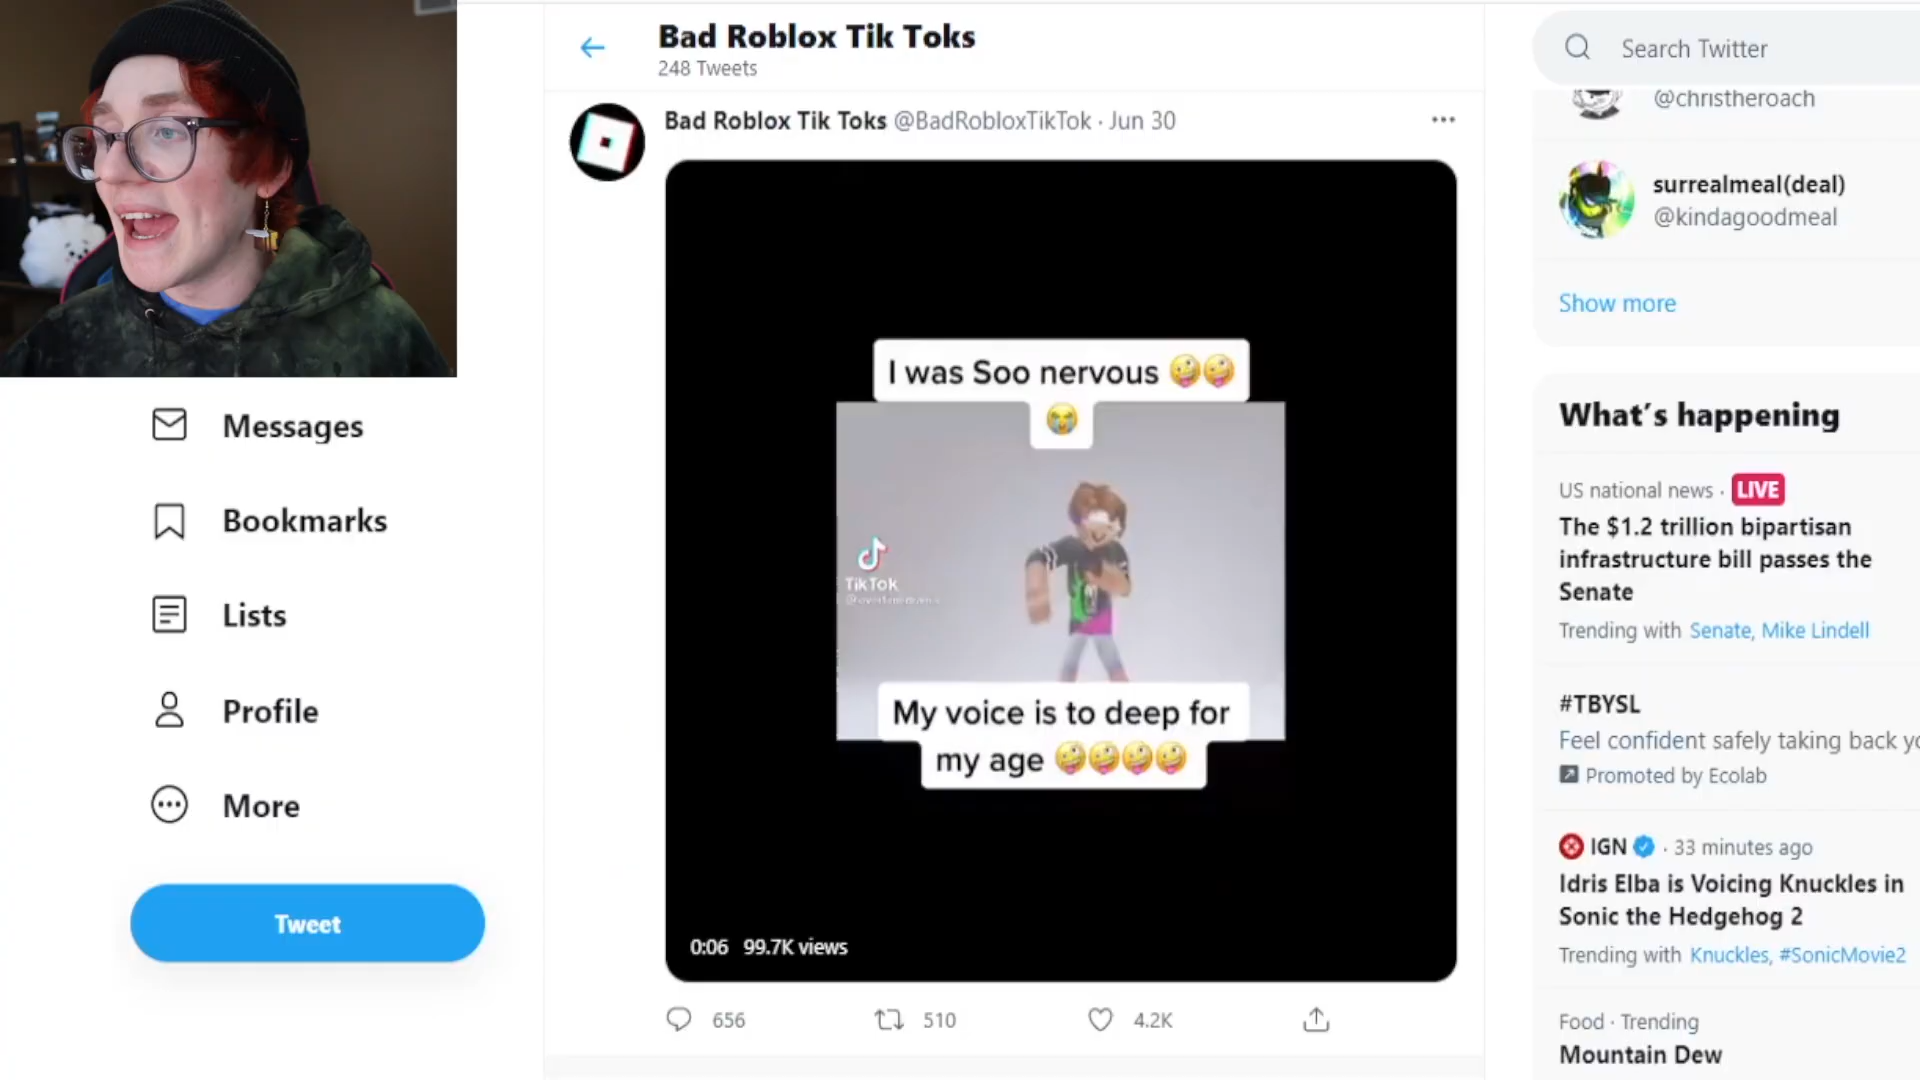 Bad Roblox Tik Toks
248 Tweets
Bad Roblox Tik Toks @BadRobloxTikTok · Jun 30
I was Soo nervous 🤪🤪
😭
TikTok
My voice is to deep for
my age 🤪🤪🤪🤪
0:06 99.7K views
656 510 4.2K
Messages
Bookmarks
Lists
Profile
More
Tweet
Search Twitter
@christheroach
surrealmeal(deal)
@kindagoodmeal
Show more
What's happening
US national news · LIVE
The $1.2 trillion bipartisan
infrastructure bill passes the
Senate
Trending with Senate, Mike Lindell
#TBYSL
Feel confident safely taking back
Promoted by Ecolab
IGN · 33 minutes ago
Idris Elba is Voicing Knuckles in
Sonic the Hedgehog 2
Trending with Knuckles, #SonicMovie2
Food · Trending
Mountain Dew